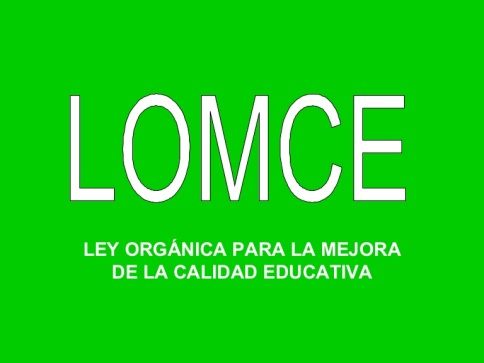 LOMCE
LEY ORGÁNICA PARA LA MEJORA
DE LA CALIDAD EDUCATIVA